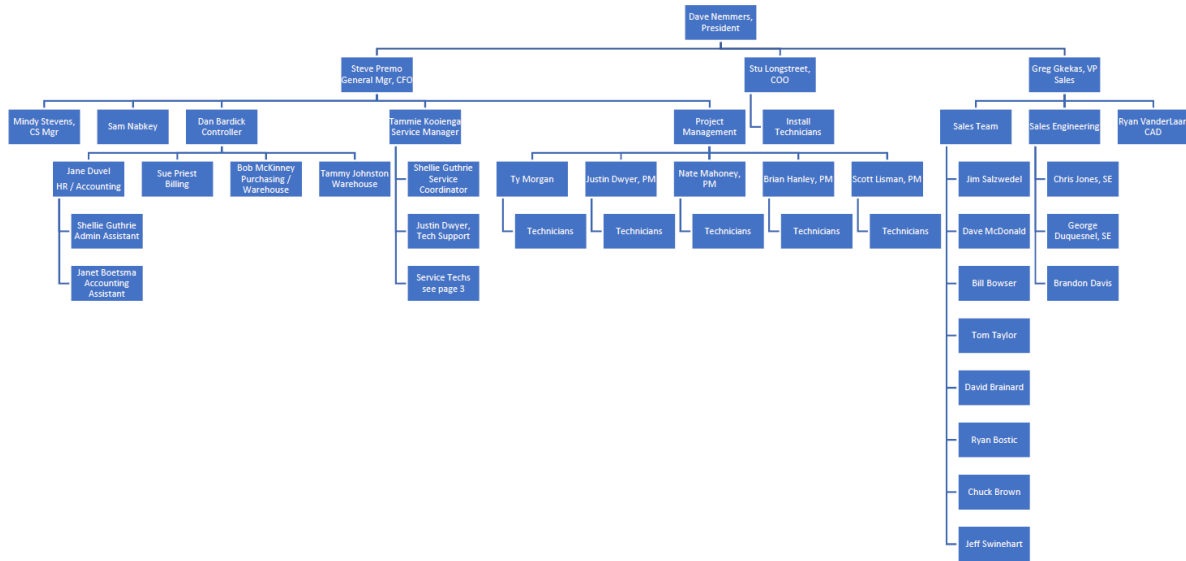 Dave Nemmers,
President
Steve Premo
General Mgr, CFO
Stu Longstreet,
COO
Greg Gkekas, VP
Sales
Mindy Stevens,
CS Mgr
Sam Nabkey
Dan Bardick
Controller
Tammie Kooienga
Service Manager
Project
Management
Install
Technicians
Sales Team
Sales Engineering
Ryan VanderLaan
CAD
Jane Duvel
HR / Accounting
Sue Priest
Billing
Bob McKinney
Purchasing /
Warehouse
Tammy Johnston
Warehouse
Shellie Guthrie
Service
Coordinator
Ty Morgan
Justin Dwyer, PM
Nate Mahoney,
PM
Brian Hanley, PM
Scott Lisman, PM
Jim Salzwedel
Chris Jones, SE
Shellie Guthrie
Admin Assistant
Justin Dwyer,
Tech Support
Technicians
Technicians
Technicians
Technicians
Technicians
Dave McDonald
George
Duquesnel, SE
Janet Boetsma
Accounting
Assistant
Service Techs
see page 3
Bill Bowser
Brandon Davis
Tom Taylor
David Brainard
Ryan Bostic
Chuck Brown
Jeff Swinehart